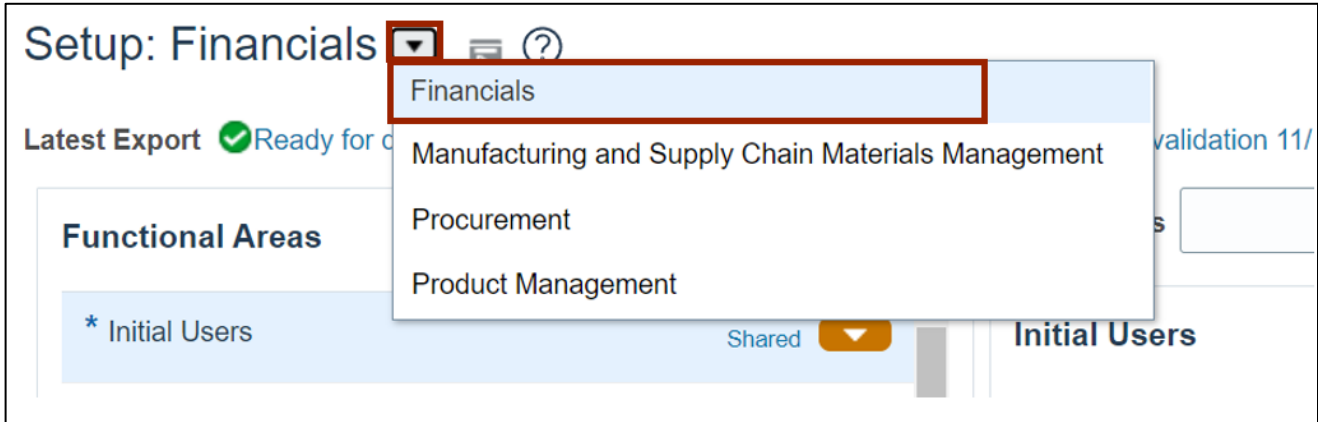 Setup: Financials
Financials
Latest Export Ready for validation 11/
Manufacturing and Supply Chain Materials Management
Functional Areas
Procurement
Product Management
* Initial Users
Shared
Initial Users